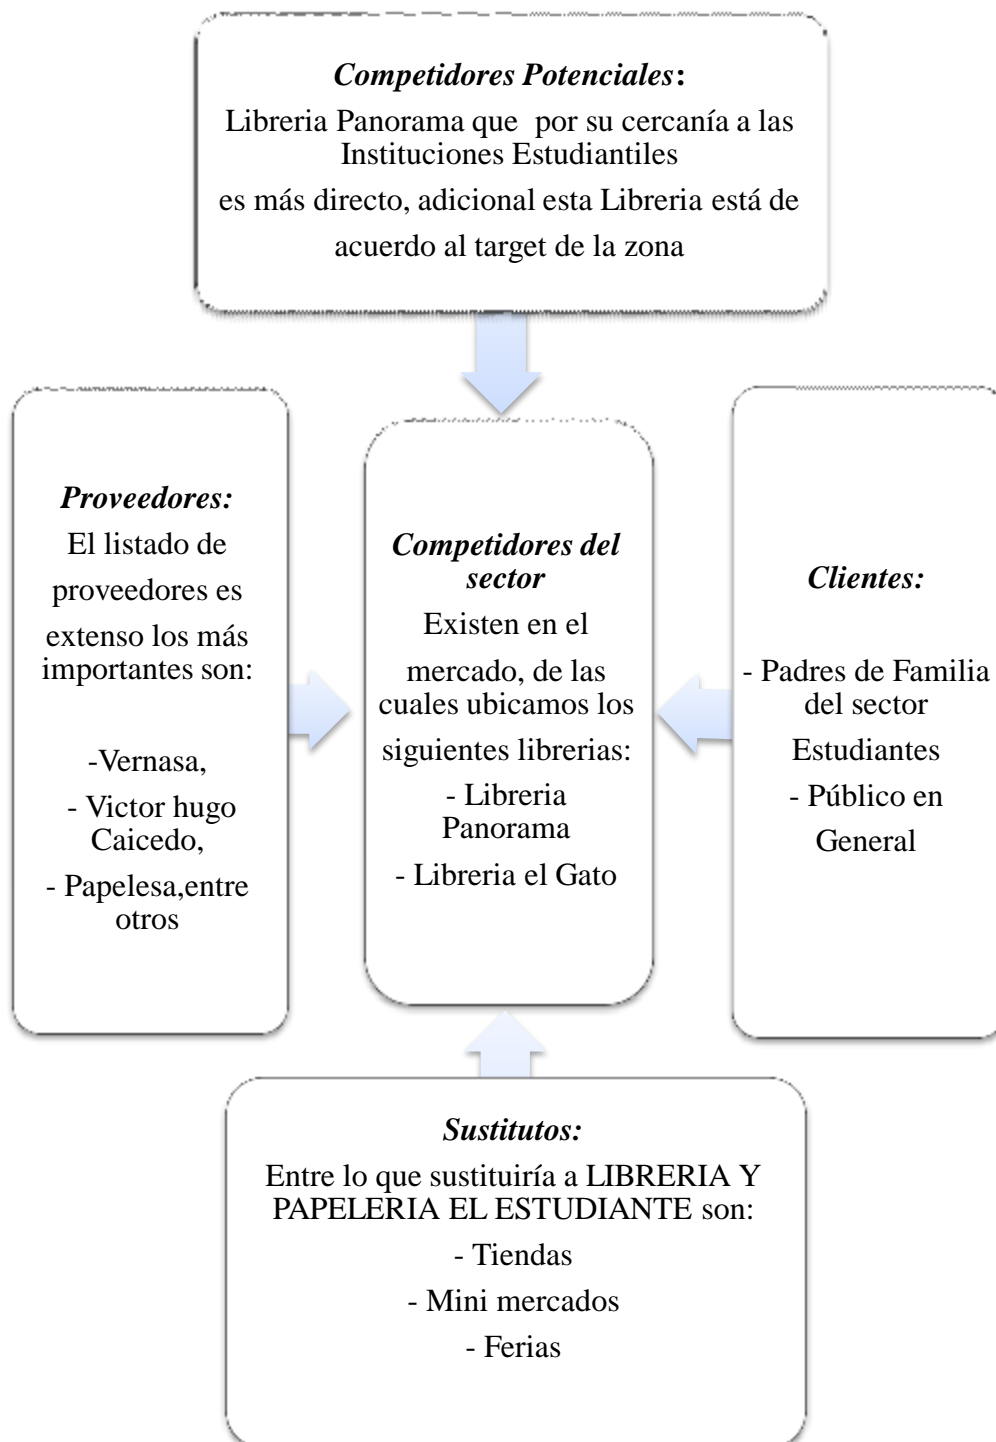 Competidores Potenciales:
Libreria Panorama que por su cercanía a las
Instituciones Estudiantiles
es más directo, adicional esta Libreria está de
acuerdo al target de la zona
Proveedores:
El listado de
proveedores es
extenso los más
importantes son:
-Vernasa,
- Victor hugo
Caicedo,
- Papelesa,entre
otros
Competidores del
sector
Existen en el
mercado, de las
cuales ubicamos los
siguientes librerias:
- Libreria
Panorama
- Libreria el Gato
Clientes:
- Padres de Familia
del sector
Estudiantes
- Público en
General
Sustitutos:
Entre lo que sustituiría a LIBRERIA Y
PAPELERIA EL ESTUDIANTE son:
- Tiendas
- Mini mercados
- Ferias